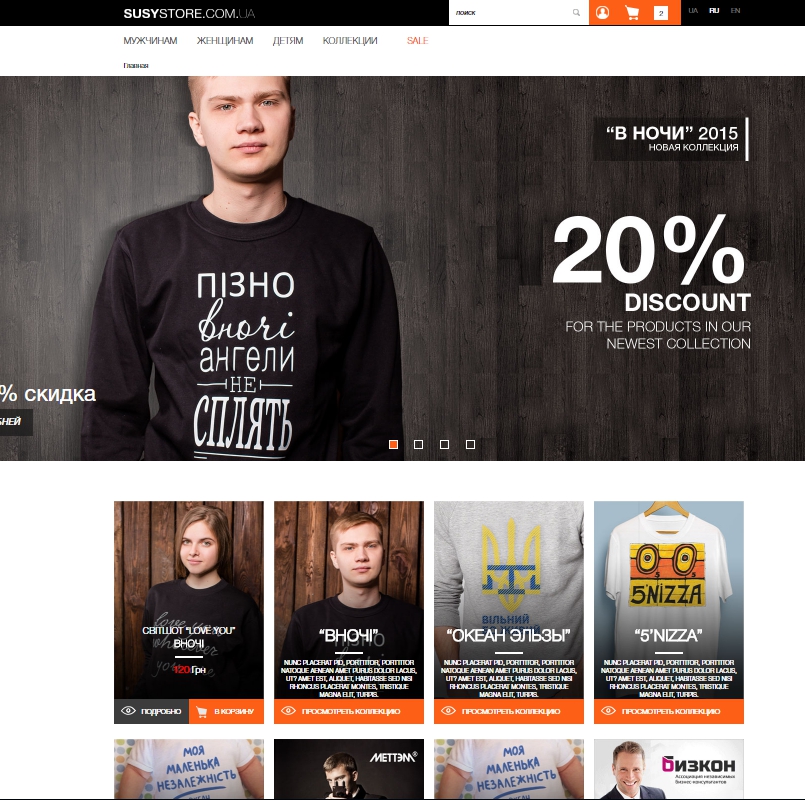 SUSYSTORE.COM.UA
поиск
2
UA RU EN
МУЖЧИНАМ ЖЕНЩИНАМ ДЕТЯМ КОЛЛЕКЦИИ SALE
Главная
"В НОЧИ" 2015
НОВАЯ КОЛЛЕКЦИЯ
20%
DISCOUNT
FOR THE PRODUCTS IN OUR
NEWEST COLLECTION
ПІЗНО
вночі
ангели
НЕ
СПЛЯТЬ
% скидка
БНЕЙ
СВІТШОТ "LOVE YOU"
ВНОЧІ
120 Грн
ПОДРОБНО
В КОРЗИНУ
"ВНОЧІ"
NUNC PLACERAT PID, PORTTITOR, PORTTITOR
NATOQUE AENEAN AMET PURUS DOLOR LACUS,
UT? AMET EST, ALIQUET, HABITASSE SED NISI
RHONCUS PLACERAT MONTES, TRISTIQUE
MAGNA ELIT, TURPIS.
ПРОСМОТРЕТЬ КОЛЛЕКЦИЮ
ВІЛЬНИЙ
"ОКЕАН ЭЛЬЗЫ"
NUNC PLACERAT PID, PORTTITOR, PORTTITOR
NATOQUE AENEAN AMET PURUS DOLOR LACUS,
UT? AMET EST, ALIQUET, HABITASSE SED NISI
RHONCUS PLACERAT MONTES, TRISTIQUE
MAGNA ELIT, TURPIS.
ПРОСМОТРЕТЬ КОЛЛЕКЦИЮ
5'NIZZA
"5'NIZZA"
NUNC PLACERAT PID, PORTTITOR, PORTTITOR
NATOQUE AENEAN AMET PURUS DOLOR LACUS,
UT? AMET EST, ALIQUET, HABITASSE SED NISI
RHONCUS PLACERAT MONTES, TRISTIQUE
MAGNA ELIT, TURPIS.
ПРОСМОТРЕТЬ КОЛЛЕКЦИЮ
МОЯ
МАЛЕНЬКА
НЕЗАЛЕЖНІСТЬ
МЕТТЭМ®
МОЯ
МАЛЕНЬКА
НЕЗАЛЕЖНІСТЬ
БИЗКОН
Ассоциация независимых
бизнес-консультантов